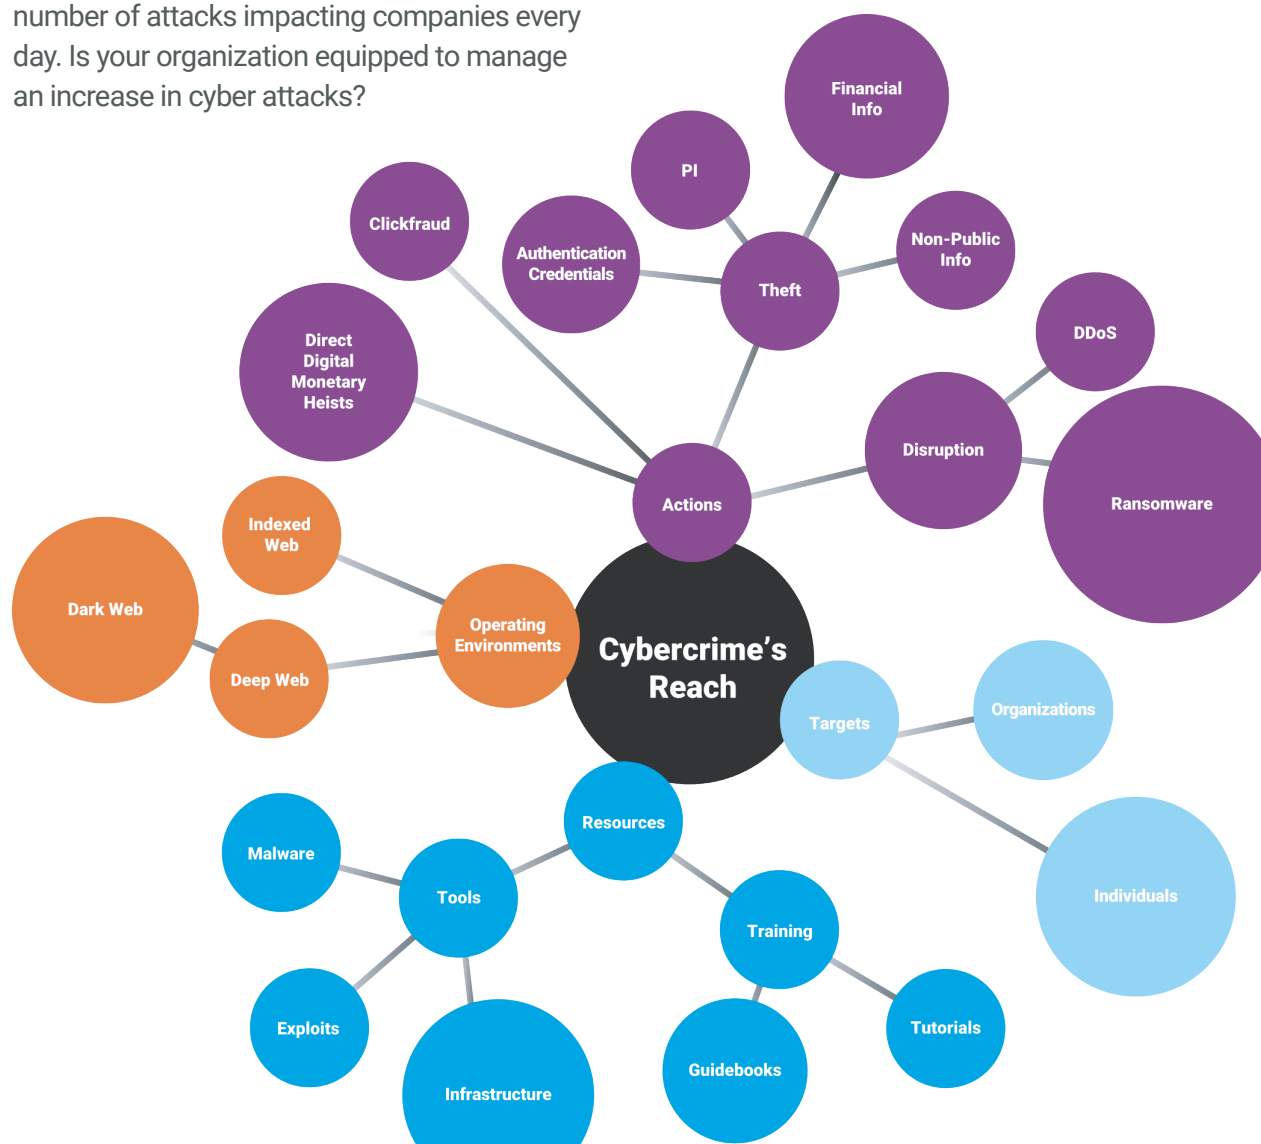 number of attacks impacting companies every
day. Is your organization equipped to manage
an increase in cyber attacks?
Financial
Info
PI
Clickfraud
Authentication
Credentials
Non-Public
Info
Theft
DDoS
Direct
Digital
Monetary
Heists
Disruption
Actions
Ransomware
Indexed
Web
Dark Web
Operating
Environments
Deep Web
Cybercrime’s
Reach
Targets
Organizations
Resources
Malware
Tools
Individuals
Training
Exploits
Tutorials
Guidebooks
Infrastructure